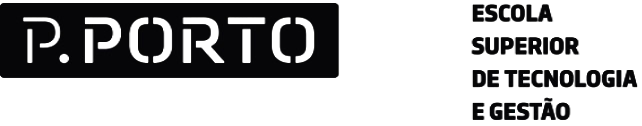 P.PORTO
ESCOLA
SUPERIOR
DE TECNOLOGIA
E GESTÃO